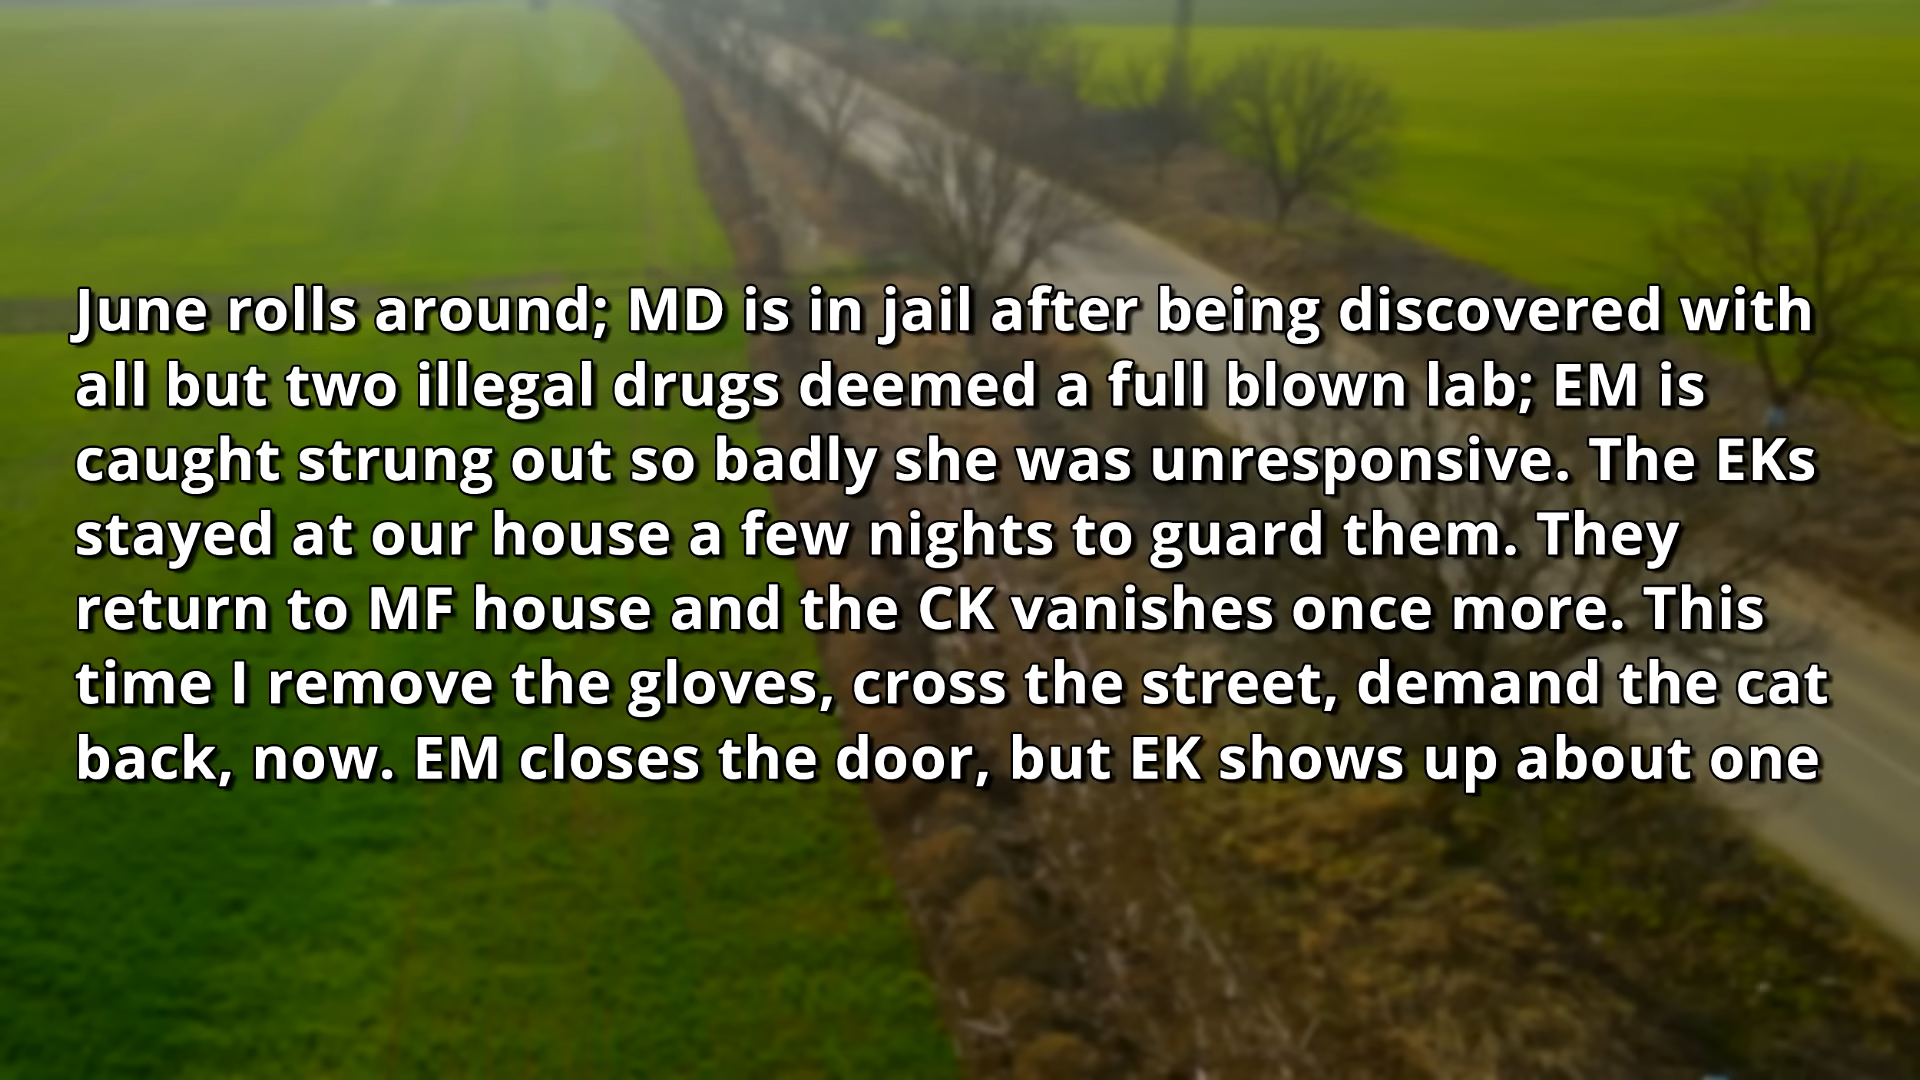 June rolls around; MD is in jail after being discovered with
all but two illegal drugs deemed a full blown lab; EM is
caught strung out so badly she was unresponsive. The EKs
stayed at our house a few nights to guard them. They
return to MF house and the CK vanishes once more. This
time I remove the gloves, cross the street, demand the cat
back, now. EM closes the door, but EK shows up about one